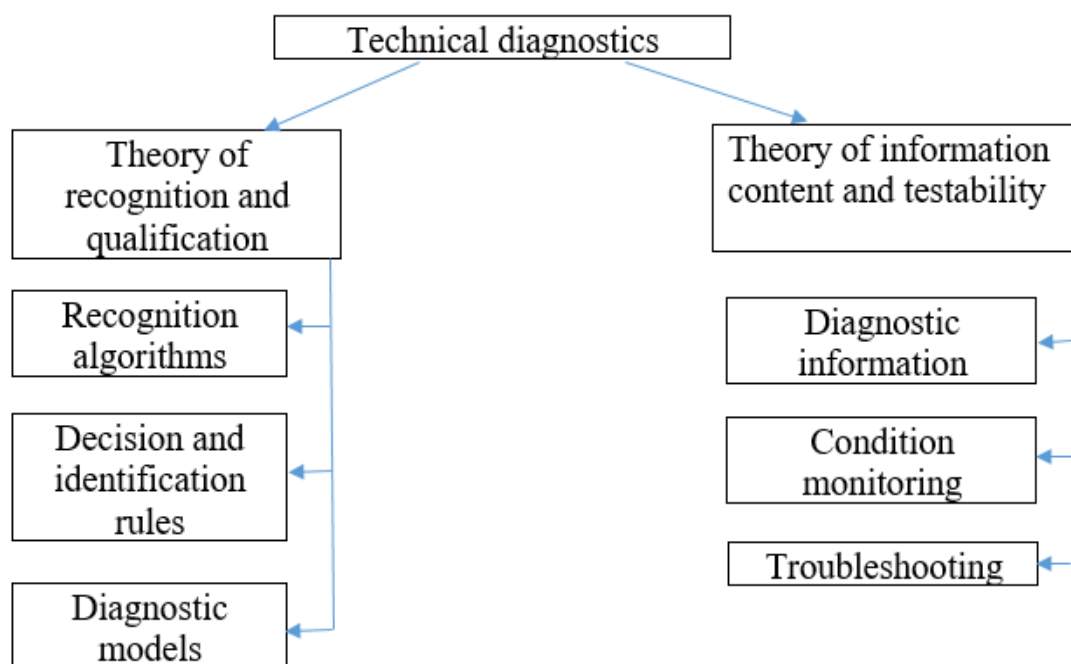 Technical diagnostics
Theory of
recognition and
qualification
Theory of information
content and testability
Recognition
algorithms
Diagnostic
information
Decision and
identification
rules
Condition
monitoring
Troubleshooting
Diagnostic
models